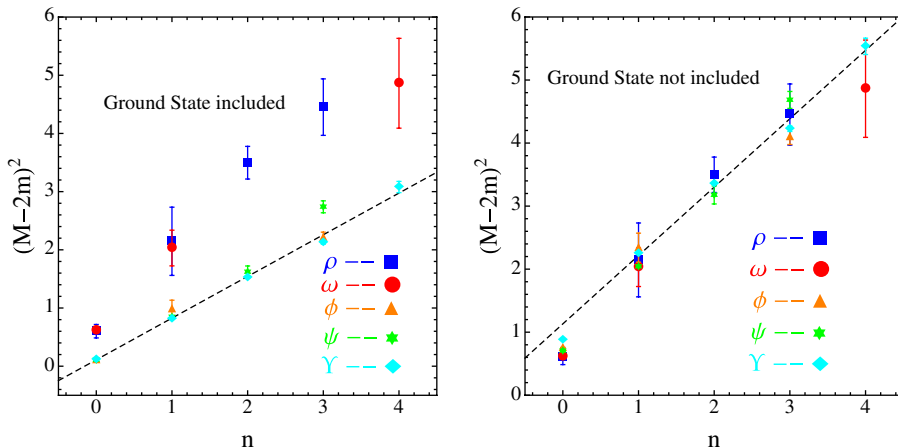 6
5
4
3
2
1
0
(M−2m)²
Ground State included
ρ
ω
ϕ
ψ
ϒ
0 1 2 3 4
n
6
5
4
3
2
1
0
(M−2m)²
Ground State not included
ρ
ω
ϕ
ψ
ϒ
0 1 2 3 4
n